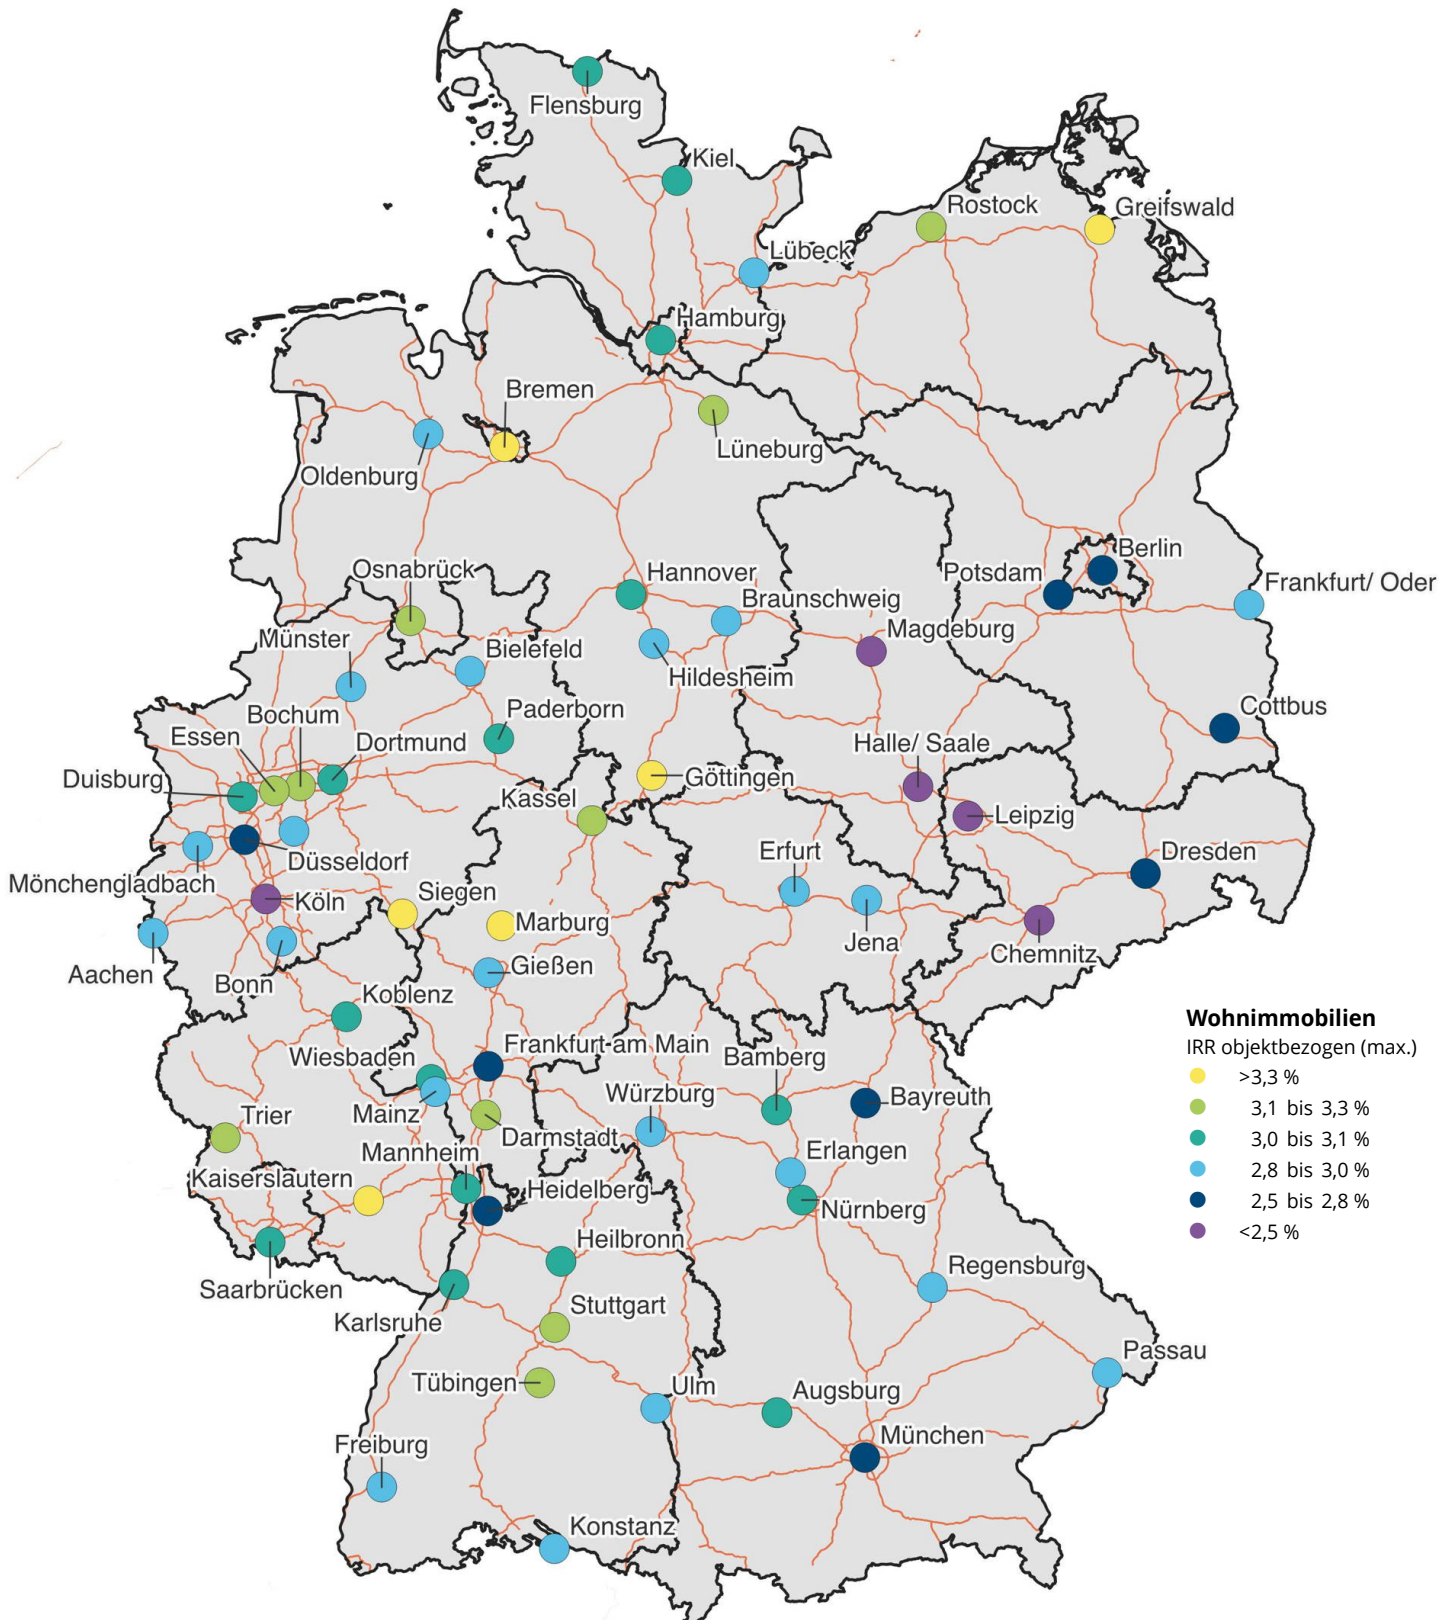 Flensburg
Kiel
Rostock
Greifswald
Lübeck
Hamburg
Bremen
Lüneburg
Oldenburg
Berlin
Osnabrück
Hannover
Potsdam
Frankfurt/ Oder
Braunschweig
Magdeburg
Münster
Bielefeld
Hildesheim
Paderborn
Cottbus
Bochum
Essen
Dortmund
Halle/ Saale
Duisburg
Göttingen
Kassel
Leipzig
Erfurt
Dresden
Düsseldorf
Mönchengladbach
Siegen
Köln
Marburg
Jena
Chemnitz
Aachen
Bonn
Gießen
Koblenz
Wohnimmobilien
IRR objektbezogen (max.)
>3,3 %
3,1 bis 3,3 %
3,0 bis 3,1 %
2,8 bis 3,0 %
2,5 bis 2,8 %
<2,5 %
Wiesbaden
Frankfurt am Main
Bamberg
Würzburg
Bayreuth
Mainz
Trier
Darmstadt
Mannheim
Erlangen
Kaiserslautern
Heidelberg
Nürnberg
Heilbronn
Regensburg
Saarbrücken
Karlsruhe
Stuttgart
Passau
Tübingen
Ulm
Augsburg
München
Freiburg
Konstanz